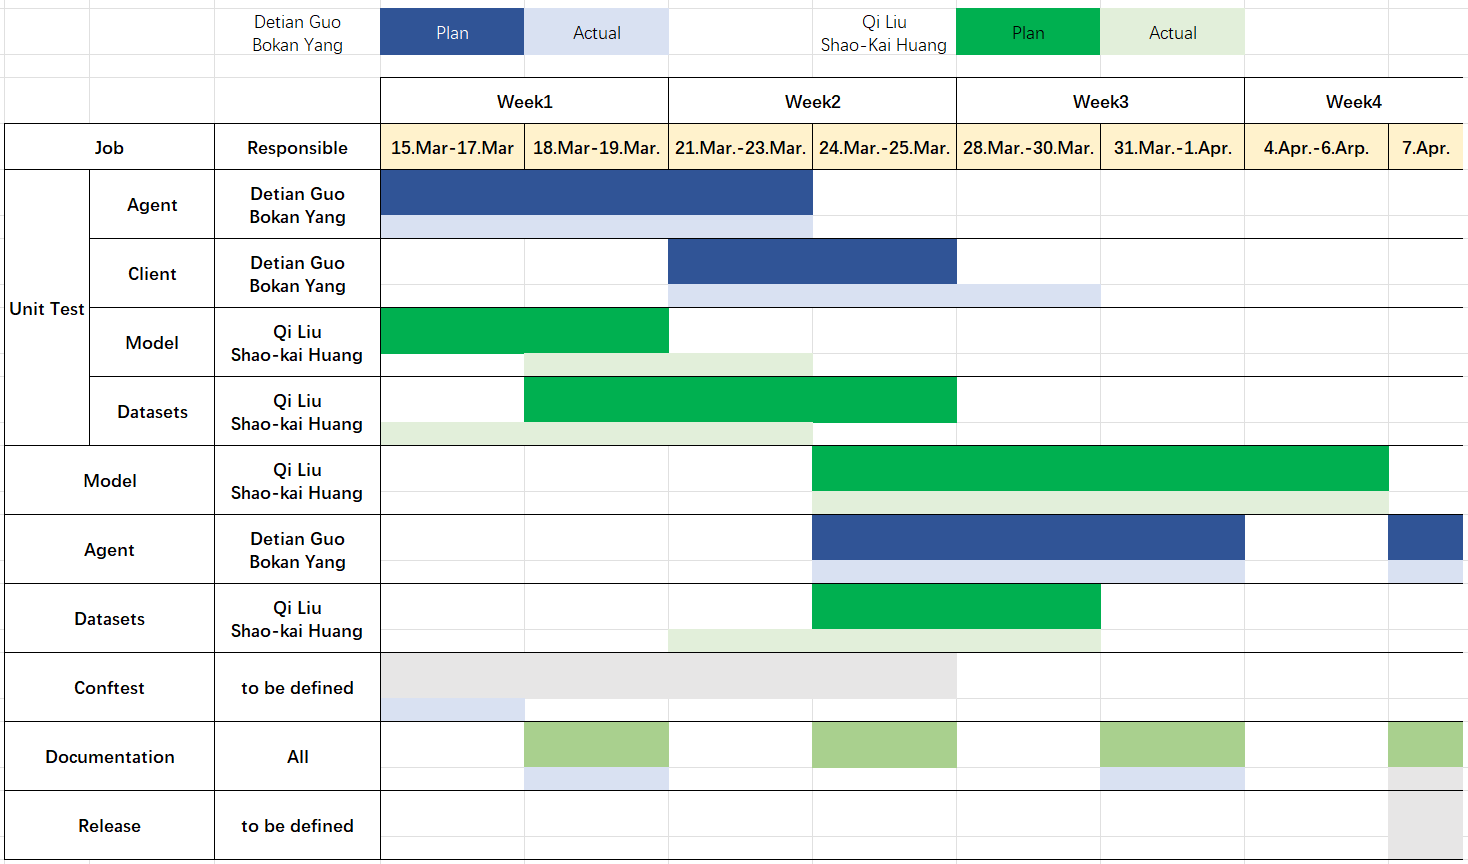 Detian Guo
Bokan Yang
Plan
Actual
Qi Liu
Shao-Kai Huang
Plan
Actual
Week1
Week2
Week3
Week4
Job
Responsible
15.Mar-17.Mar
18.Mar-19.Mar.
21.Mar.-23.Mar.
24.Mar.-25.Mar.
28.Mar.-30.Mar.
31.Mar.-1.Apr.
4.Apr.-6.Arp.
7.Apr.
Unit Test
Agent
Detian Guo
Bokan Yang
Client
Detian Guo
Bokan Yang
Model
Qi Liu
Shao-kai Huang
Datasets
Qi Liu
Shao-kai Huang
Model
Qi Liu
Shao-kai Huang
Agent
Detian Guo
Bokan Yang
Datasets
Qi Liu
Shao-kai Huang
Conftest
to be defined
Documentation
All
Release
to be defined